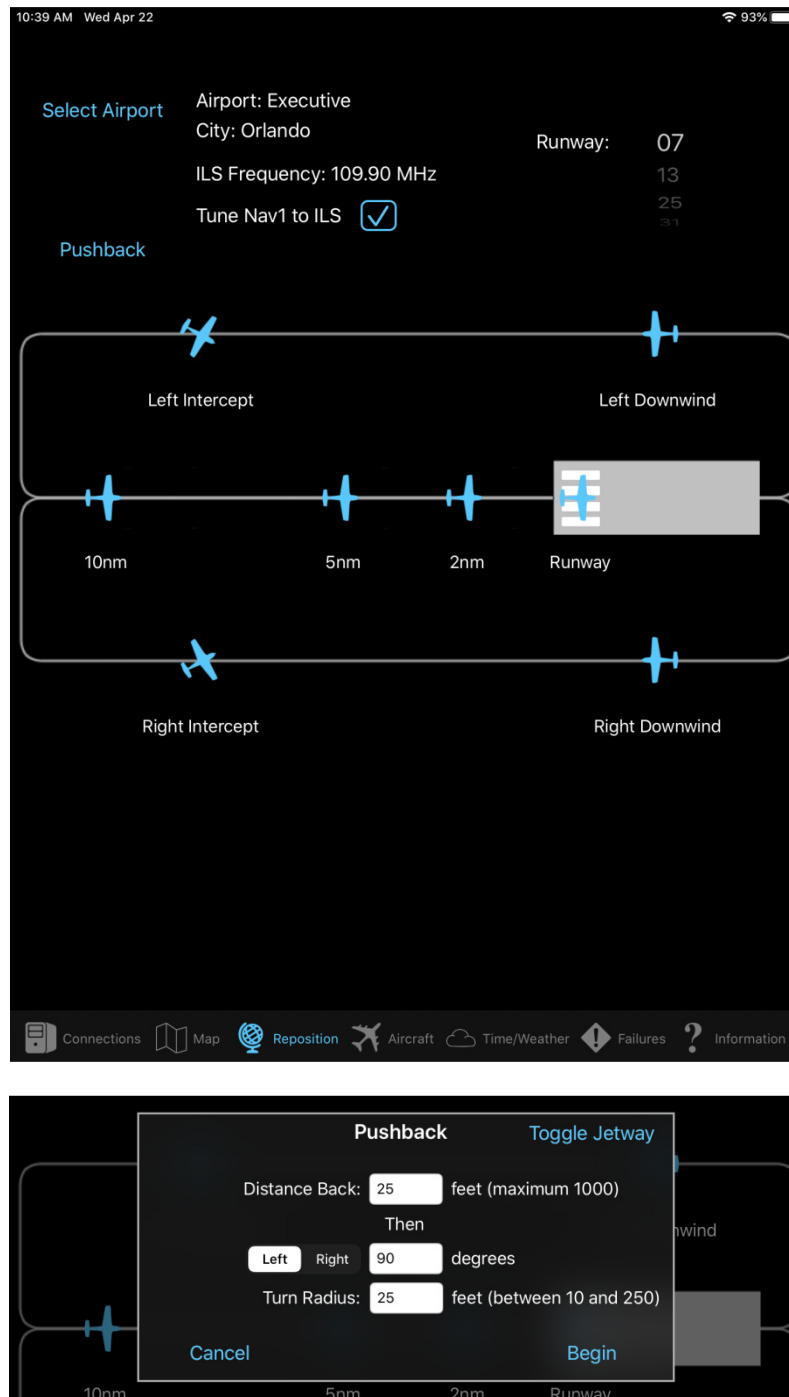 10:39 AM Wed Apr 22 93%
Select Airport
Airport: Executive
City: Orlando
Runway: 07
ILS Frequency: 109.90 MHz
13
Tune Nav1 to ILS
25
31
Pushback
Left Intercept Left Downwind
10nm 5nm 2nm Runway
Right Intercept Right Downwind
Connections Map Reposition Aircraft Time/Weather Failures ? Information
Pushback Toggle Jetway
Distance Back: 25 feet (maximum 1000)
Then
nwind
Left Right 90 degrees
Turn Radius: 25 feet (between 10 and 250)
Cancel Begin
10nm 5nm 2nm Runway